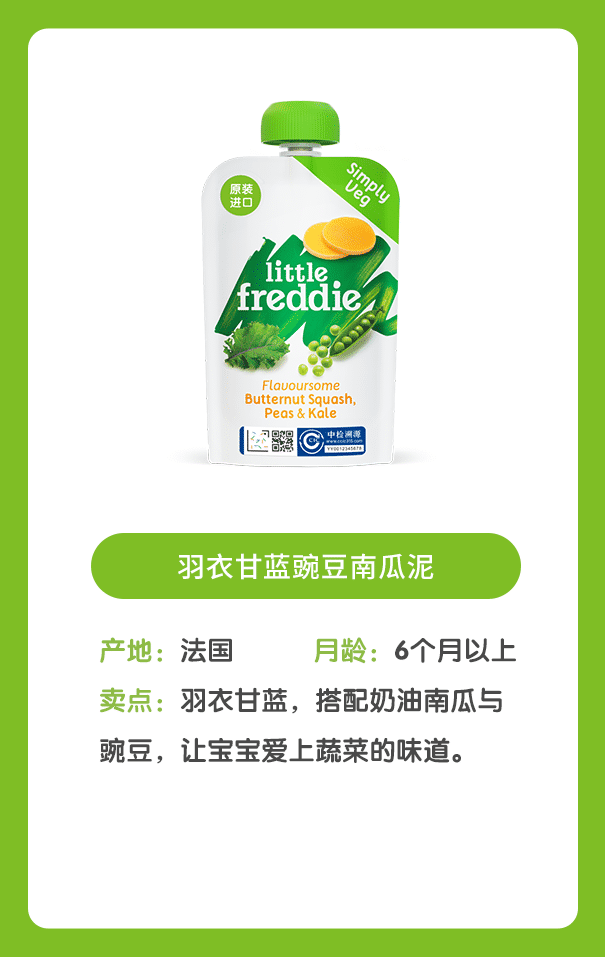 原装
进口
Simply
Veg
little
freddie
Flavoursome
Butternut Squash,
Peas & Kale
中检溯源
www.ccic315.com
YY0012345678
羽衣甘蓝豌豆南瓜泥
产地：法国 月龄：6个月以上
卖点：羽衣甘蓝，搭配奶油南瓜与
豌豆，让宝宝爱上蔬菜的味道。